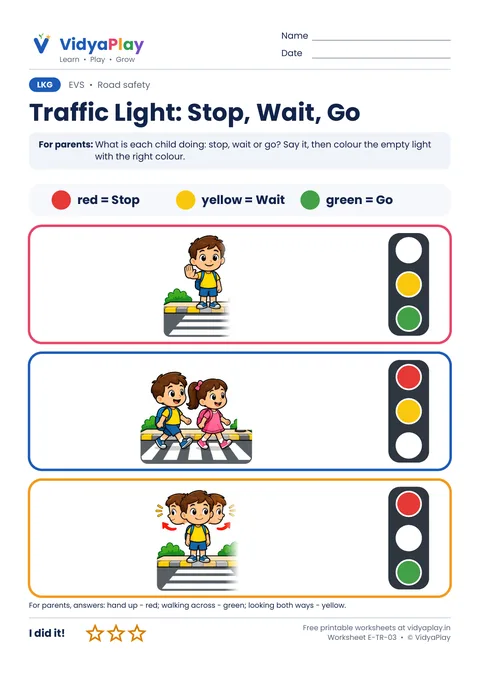 VidyaPlay
Learn • Play • Grow
Name
Date
LKG EVS • Road safety
Traffic Light: Stop, Wait, Go
For parents: What is each child doing: stop, wait or go? Say it, then colour the empty light
with the right colour.
red = Stop yellow = Wait green = Go
For parents, answers: hand up - red; walking across - green; looking both ways - yellow.
I did it!
Free printable worksheets at vidyaplay.in
Worksheet E-TR-03 • © VidyaPlay